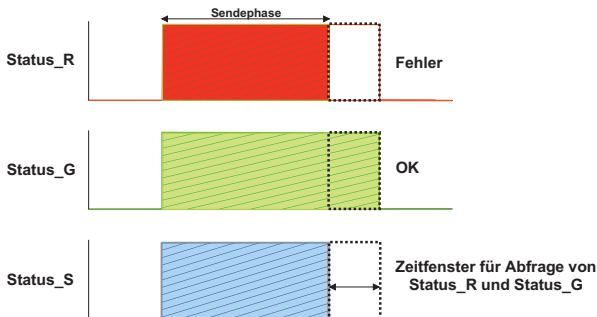 Sendephase
Status_R
Fehler
Status_G
OK
Status_S
Zeitfenster für Abfrage von
Status_R und Status_G